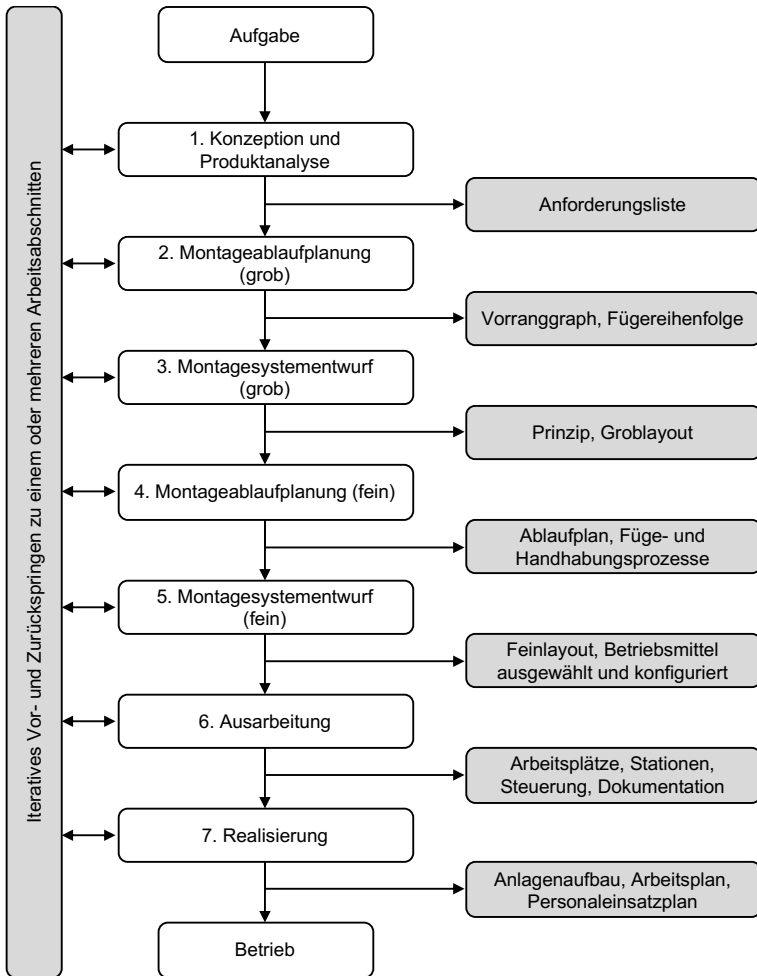 Aufgabe
1. Konzeption und
Produktanalyse
Anforderungsliste
2. Montageablaufplanung
(grob)
Vorranggraph, Fügereihenfolge
3. Montagesystementwurf
(grob)
Prinzip, Groblayout
4. Montageablaufplanung (fein)
Ablaufplan, Füge- und
Handhabungsprozesse
5. Montagesystementwurf
(fein)
Feinlayout, Betriebsmittel
ausgewählt und konfiguriert
6. Ausarbeitung
Arbeitsplätze, Stationen,
Steuerung, Dokumentation
7. Realisierung
Anlagenaufbau, Arbeitsplan,
Personaleinsatzplan
Betrieb
Iteratives Vor- und Zurückspringen zu einem oder mehreren Arbeitsabschnitten